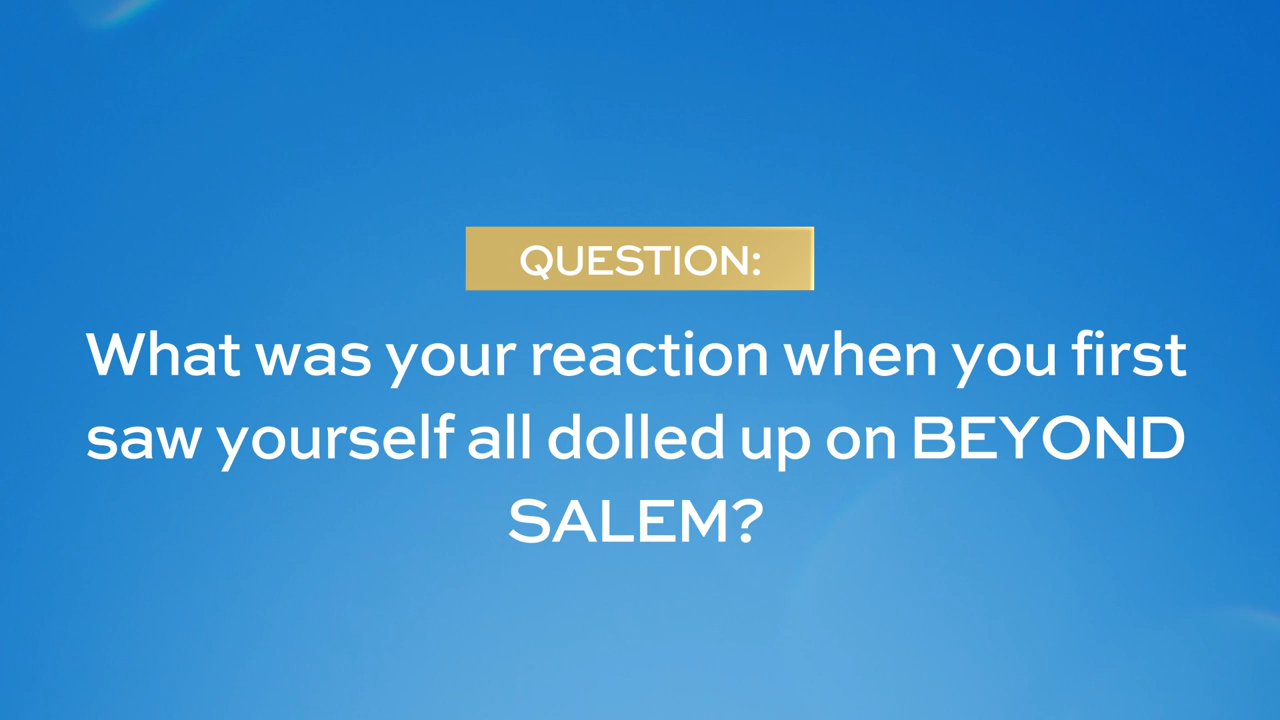 QUESTION:
What was your reaction when you first
saw yourself all dolled up on BEYOND
SALEM?